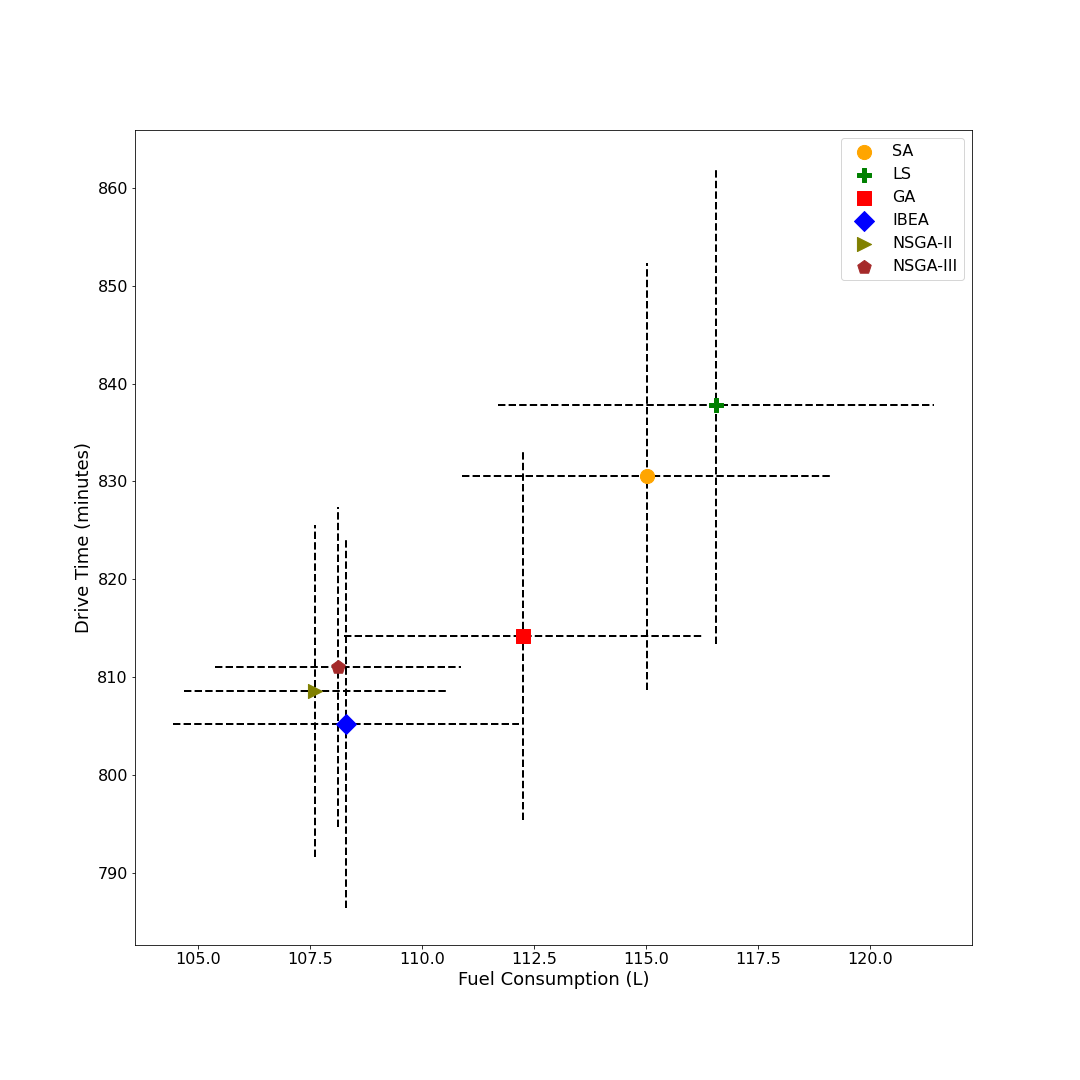 SA
LS
GA
IBEA
NSGA-II
NSGA-III
860
850
840
830
820
810
800
790
Drive Time (minutes)
105.0 107.5 110.0 112.5 115.0 117.5 120.0
Fuel Consumption (L)